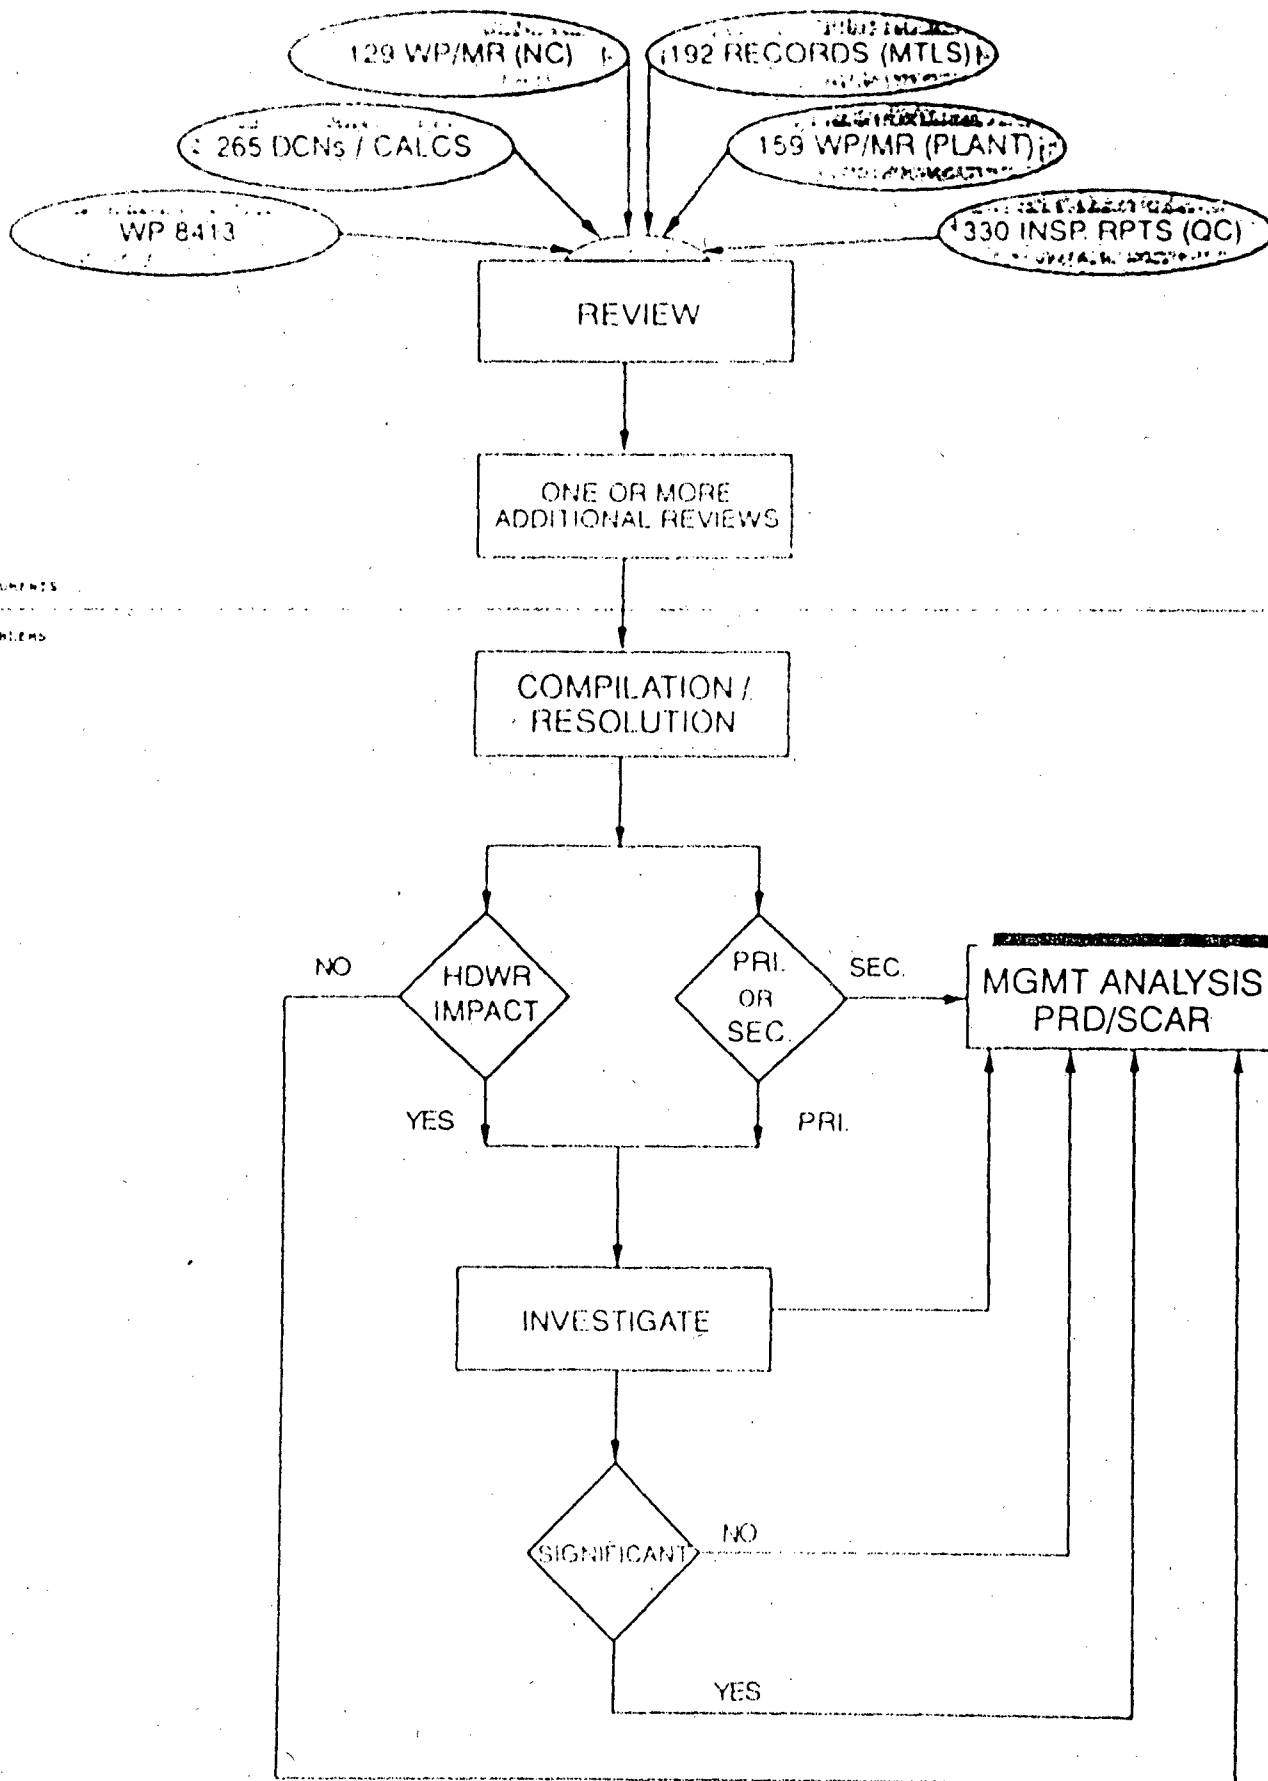 129 WP/MR (NC)
192 RECORDS (MTLS)
265 DCNs / CALCS
159 WP/MR (PLANT)
WP 8413
330 INSP. RPTS (QC)
REVIEW
ONE OR MORE
ADDITIONAL REVIEWS
COMPILATION /
RESOLUTION
NO
HDWR
IMPACT
PRI.
OR
SEC.
SEC.
MGMT ANALYSIS
PRD/SCAR
YES
PRI.
INVESTIGATE
SIGNIFICANT
NO
YES